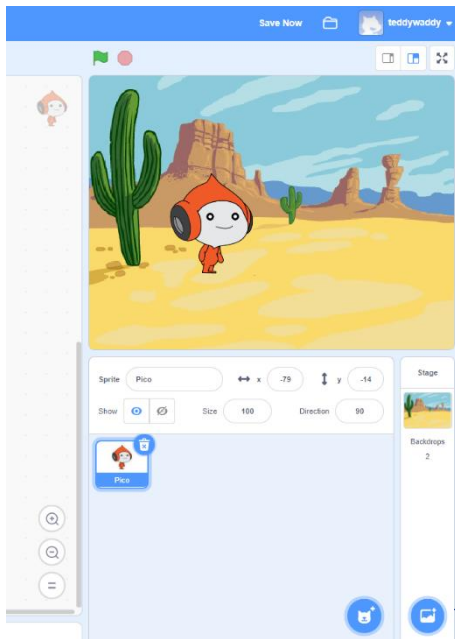 Save Now teddywaddy
Sprite Pico x -79 y -14 Stage
Show Size 100 Direction 90
Backdrops
2
Pico